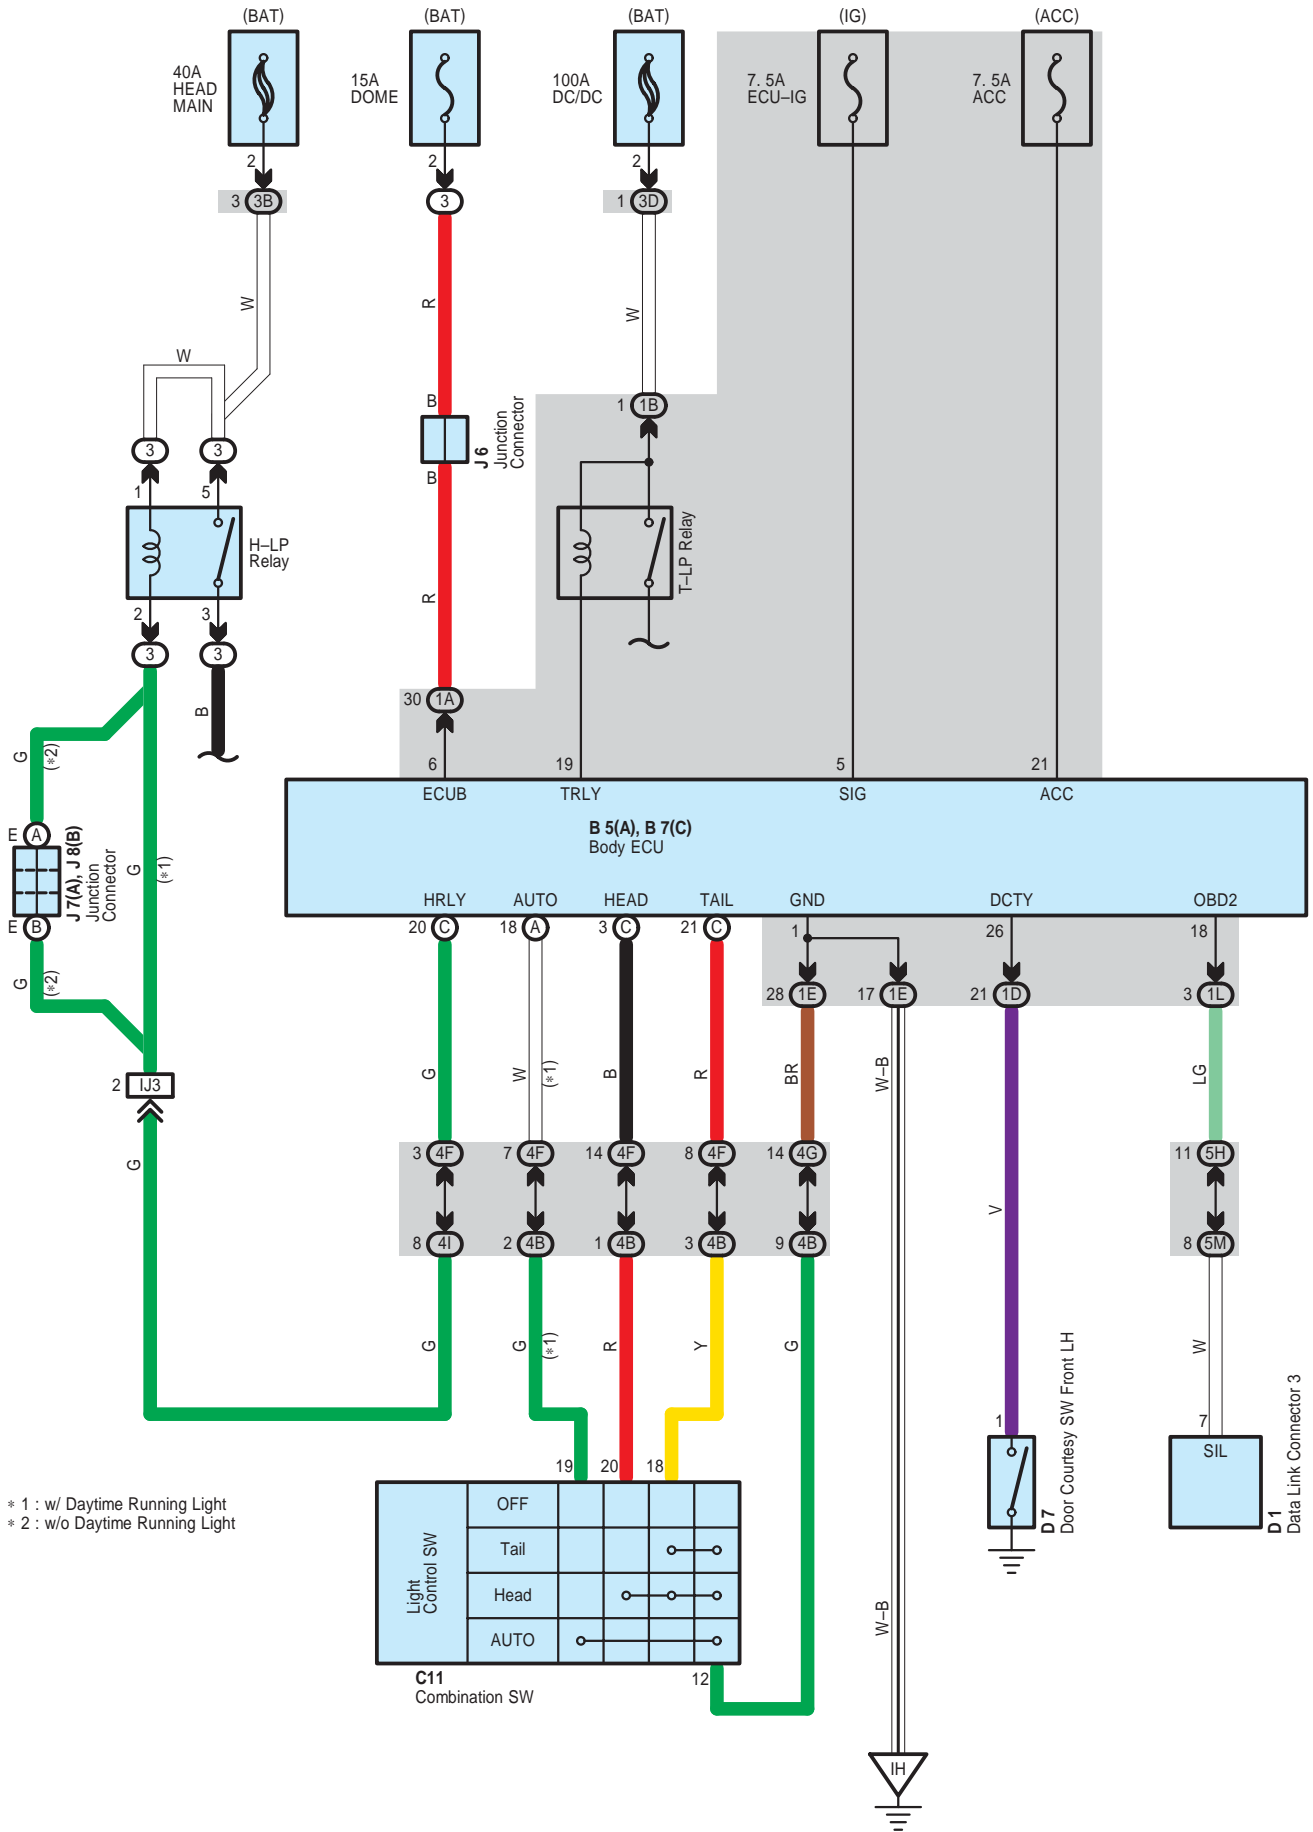 (BAT) (BAT) (BAT) (IG) (ACC)
40A
HEAD
MAIN
15A
DOME
100A
DC/DC
7. 5A
ECU–IG
7. 5A
ACC
2 2 2
3 3B 3 1 3D
W R W
W
B 1 1B
J 6
Junction
Connector
B
3 3
1 5
H–LP
Relay
T–LP Relay
R
2 3
3 3
B
30 1A
G
(*2)
6 19 5 21
ECUB TRLY SIG ACC
B 5(A), B 7(C)
Body ECU
E A
J 7(A), J 8(B)
Junction
Connector
G
(*1)
E B
HRLY AUTO HEAD TAIL GND DCTY OBD2
20 C 18 A 3 C 21 C 1 26 18
G
(*2)
28 1E 17 1E 21 1D 3 1L
G W (*1) B R BR W–B LG
2 IJ3
G
3 4F 7 4F 14 4F 8 4F 14 4G 11 5H
V
8 4I 2 4B 1 4B 3 4B 9 4B 8 5M
G G (*1) R Y G W
1 7
SIL
D 7
Door Courtesy SW Front LH
D 1
Data Link Connector 3
19 20 18
* 1 : w/ Daytime Running Light
* 2 : w/o Daytime Running Light
Light
Control SW
OFF
Tail
Head
AUTO
W–B
C11
Combination SW
12
IH